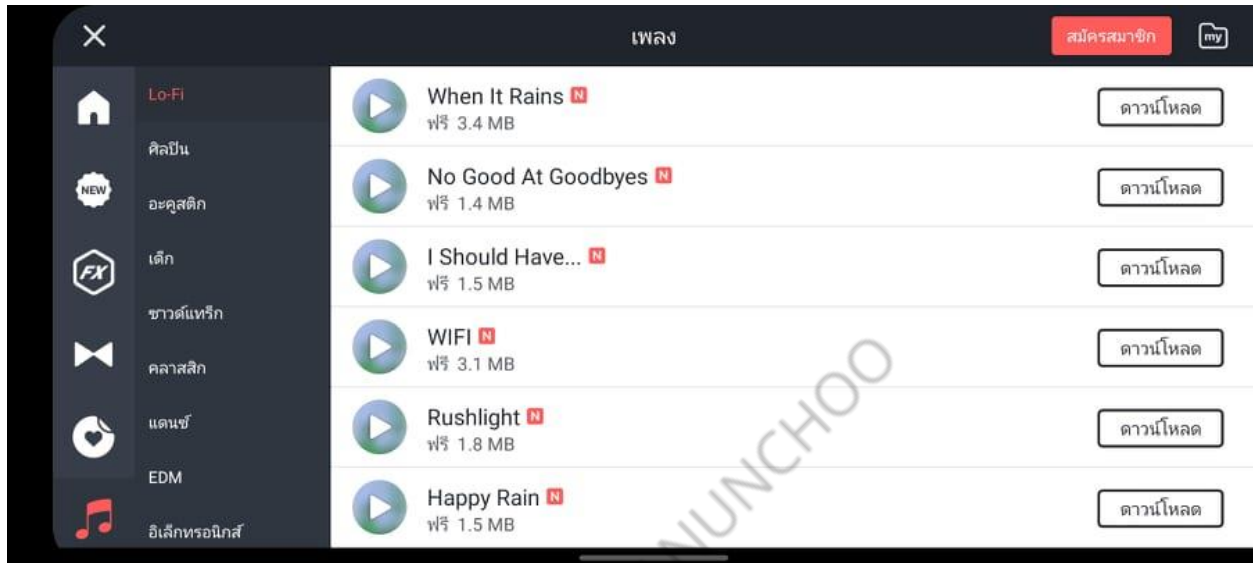 เพลง
สมัครสมาชิก
my
NEW
FX
Lo-Fi
ศิลปิน
อะคูสติก
เด็ก
ซาวด์แทร็ก
คลาสสิก
แดนซ์
EDM
อิเล็กทรอนิกส์
When It Rains N
ฟรี 3.4 MB
ดาวน์โหลด
No Good At Goodbyes N
ฟรี 1.4 MB
ดาวน์โหลด
I Should Have... N
ฟรี 1.5 MB
ดาวน์โหลด
WIFI N
ฟรี 3.1 MB
ดาวน์โหลด
Rushlight N
ฟรี 1.8 MB
ดาวน์โหลด
Happy Rain N
ฟรี 1.5 MB
ดาวน์โหลด
NUNCHOO